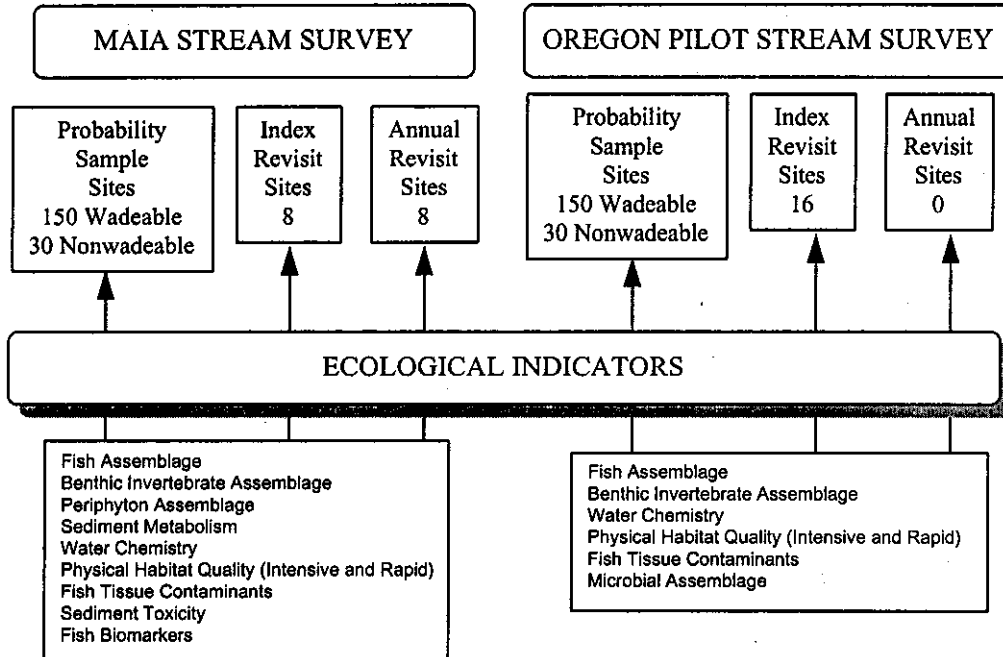 MAIA STREAM SURVEY
OREGON PILOT STREAM SURVEY
Probability
Sample
Sites
150 Wadeable
30 Nonwadeable
Index
Revisit
Sites
8
Annual
Revisit
Sites
8
Probability
Sample
Sites
150 Wadeable
30 Nonwadeable
Index
Revisit
Sites
16
Annual
Revisit
Sites
0
ECOLOGICAL INDICATORS
Fish Assemblage
Benthic Invertebrate Assemblage
Periphyton Assemblage
Sediment Metabolism
Water Chemistry
Physical Habitat Quality (Intensive and Rapid)
Fish Tissue Contaminants
Sediment Toxicity
Fish Biomarkers
Fish Assemblage
Benthic Invertebrate Assemblage
Water Chemistry
Physical Habitat Quality (Intensive and Rapid)
Fish Tissue Contaminants
Microbial Assemblage